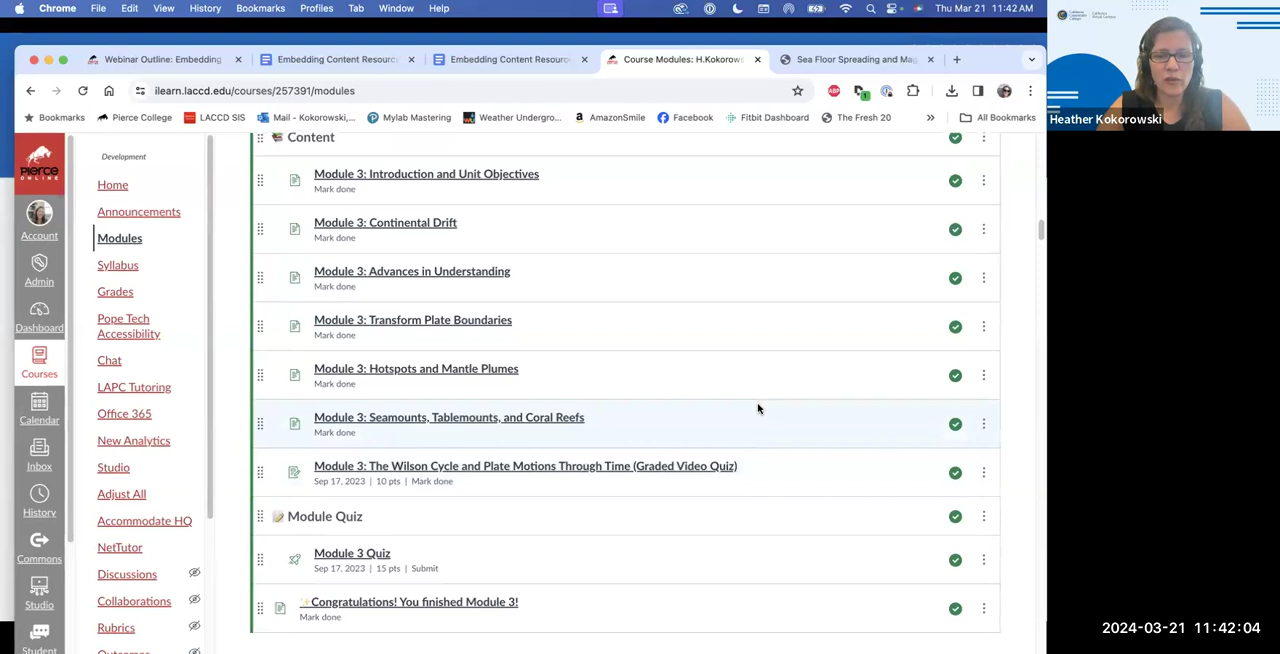 Chrome File Edit View History Bookmarks Profiles Tab Window Help Thu Mar 21 11:42 AM
Webinar Outline: Embedding
Embedding Content Resourc
Embedding Content Resourc
Course Modules: H.Kokorows
Sea Floor Spreading and Mag
ilearn.laccd.edu/courses/257391/modules
Bookmarks Pierce College LACCD SIS Mail - Kokorowski,... Mylab Mastering Weather Undergro... AmazonSmile Facebook Fitbit Dashboard The Fresh 20 » All Bookmarks
PIERCE
ONLINE
Account
Admin
Dashboard
Courses
Calendar
Inbox
History
Commons
Studio
Student
Development
Home
Announcements
Modules
Syllabus
Grades
Pope Tech
Accessibility
Chat
LAPC Tutoring
Office 365
New Analytics
Studio
Adjust All
Accommodate HQ
NetTutor
Discussions
Collaborations
Rubrics
Outcomes
Content
Module 3: Introduction and Unit Objectives
Mark done
Module 3: Continental Drift
Mark done
Module 3: Advances in Understanding
Mark done
Module 3: Transform Plate Boundaries
Mark done
Module 3: Hotspots and Mantle Plumes
Mark done
Module 3: Seamounts, Tablemounts, and Coral Reefs
Mark done
Module 3: The Wilson Cycle and Plate Motions Through Time (Graded Video Quiz)
Sep 17, 2023 | 10 pts | Mark done
Module Quiz
Module 3 Quiz
Sep 17, 2023 | 15 pts | Submit
Congratulations! You finished Module 3!
Mark done
Heather Kokorowski
2024-03-21 11:42:04